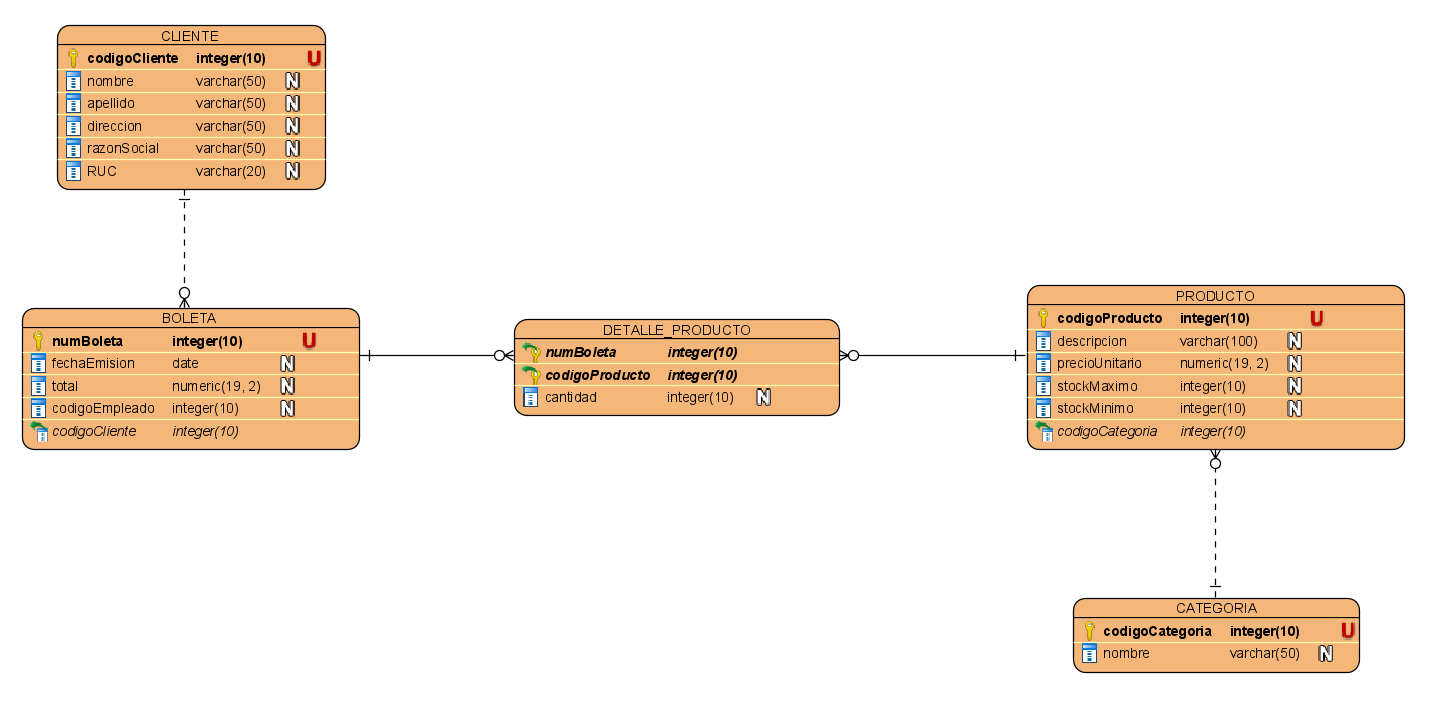 CLIENTE
codigoCliente integer(10) U
nombre varchar(50) N
apellido varchar(50) N
direccion varchar(50) N
razonSocial varchar(50) N
RUC varchar(20) N
BOLETA
numBoleta integer(10) U
fechaEmision date N
total numeric(19, 2) N
codigoEmpleado integer(10) N
codigoCliente integer(10)
DETALLE_PRODUCTO
numBoleta integer(10)
codigoProducto integer(10)
cantidad integer(10) N
PRODUCTO
codigoProducto integer(10) U
descripcion varchar(100) N
precioUnitario numeric(19, 2) N
stockMaximo integer(10) N
stockMinimo integer(10) N
codigoCategoria integer(10)
CATEGORIA
codigoCategoria integer(10) U
nombre varchar(50) N